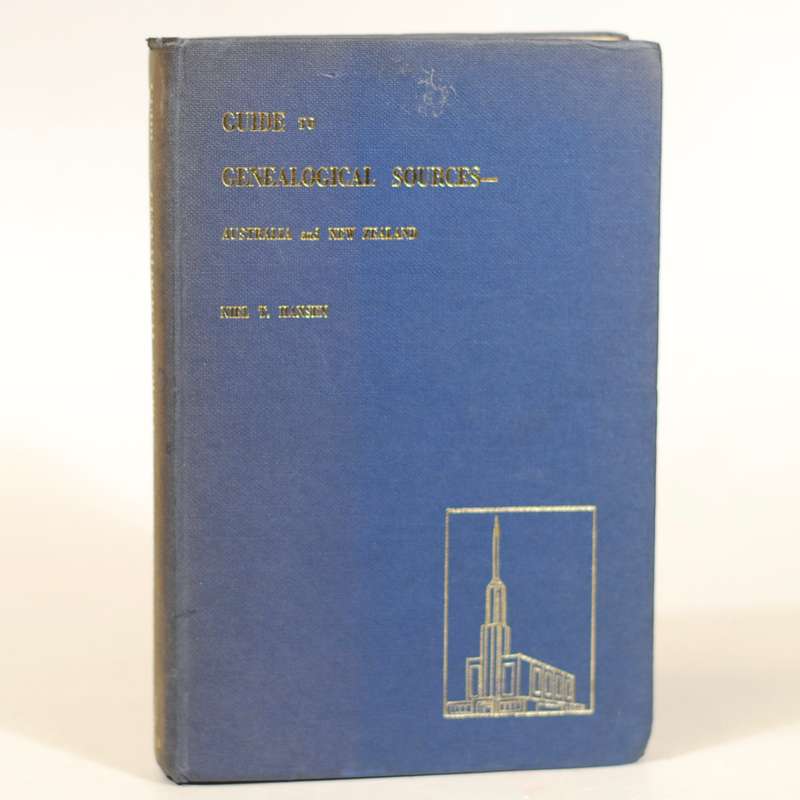 GUIDE TO
GENEALOGICAL SOURCES—
AUSTRALIA and NEW ZEALAND
NIEL T. HANSEN